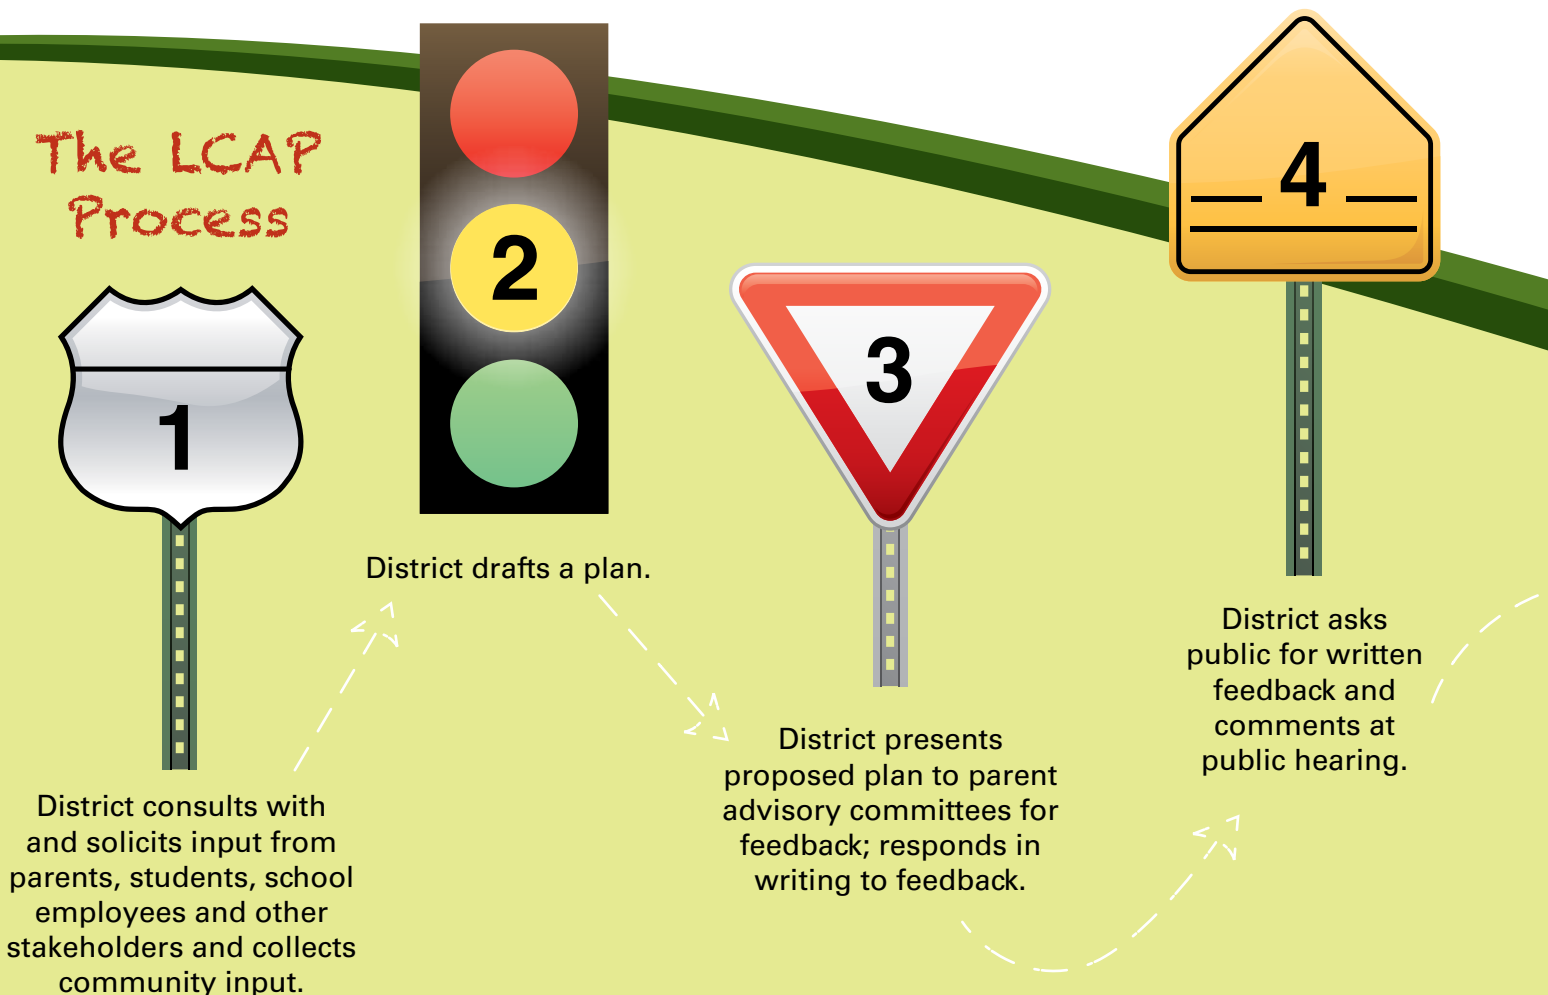 The LCAP
Process
1
District consults with
and solicits input from
parents, students, school
employees and other
stakeholders and collects
community input.
2
District drafts a plan.
3
District presents
proposed plan to parent
advisory committees for
feedback; responds in
writing to feedback.
4
District asks
public for written
feedback and
comments at
public hearing.